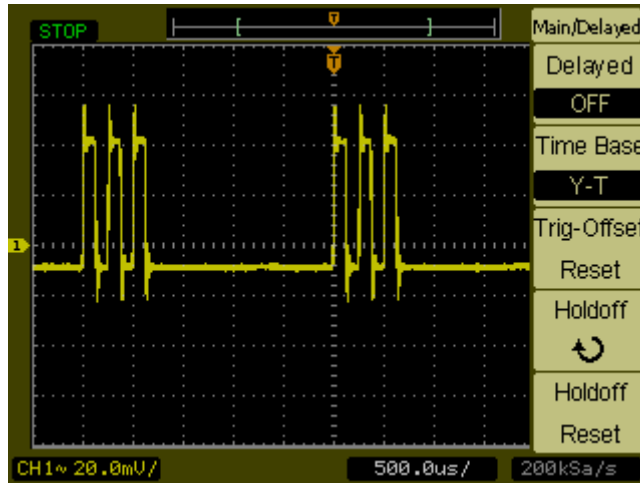 STOP
T
T
1
Main/Delayed
Delayed
OFF
Time Base
Y-T
Trig-Offset
Reset
Holdoff
Holdoff
Reset
CH1~ 20.0mV/
500.0us/
200kSa/s